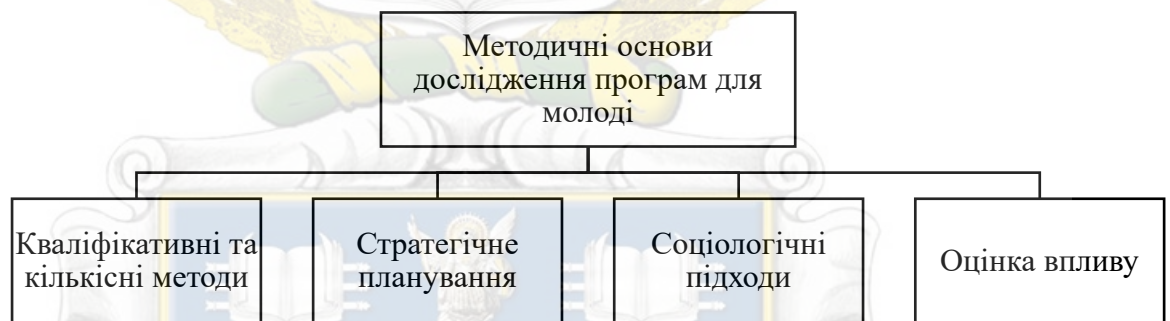 Методичні основи
дослідження програм для
молоді
Кваліфікативні та
кількісні методи
Стратегічне
планування
Соціологічні
підходи
Оцінка впливу